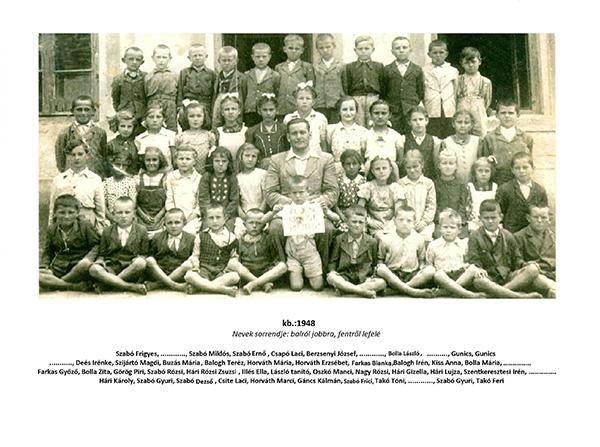 kb.:1948
Nevek sorrendje: balról jobbra, fentről lefelé
Szabó Frigyes, ............., Szabó Miklós, Szabó Ernő , Csapó Laci, Berzsenyi József, ............., Bolla László, ..........., Gunics, Gunics
............, Deés Irénke, Szijártó Magdi, Buzás Mária , Balogh Teréz, Horváth Mária, Horváth Erzsébet, Farkas Blanka,Balogh Irén, Kiss Anna, Bolla Mária, ...............
Farkas Győző, Bolla Zita, Görög Piri, Szabó Rózsi, Hári Rózsi Zsuzsi , Illés Ella, László tanító, Oszkó Manci, Nagy Rózsi, Hári Gizella, Hári Lujza, Szentkeresztesi Irén, ...............
Hári Károly, Szabó Gyuri, Szabó Dezső , Csite Laci, Horváth Marci, Gáncs Kálmán, Szabó Frici, Takó Tóni, ............., Szabó Gyuri, Takó Feri